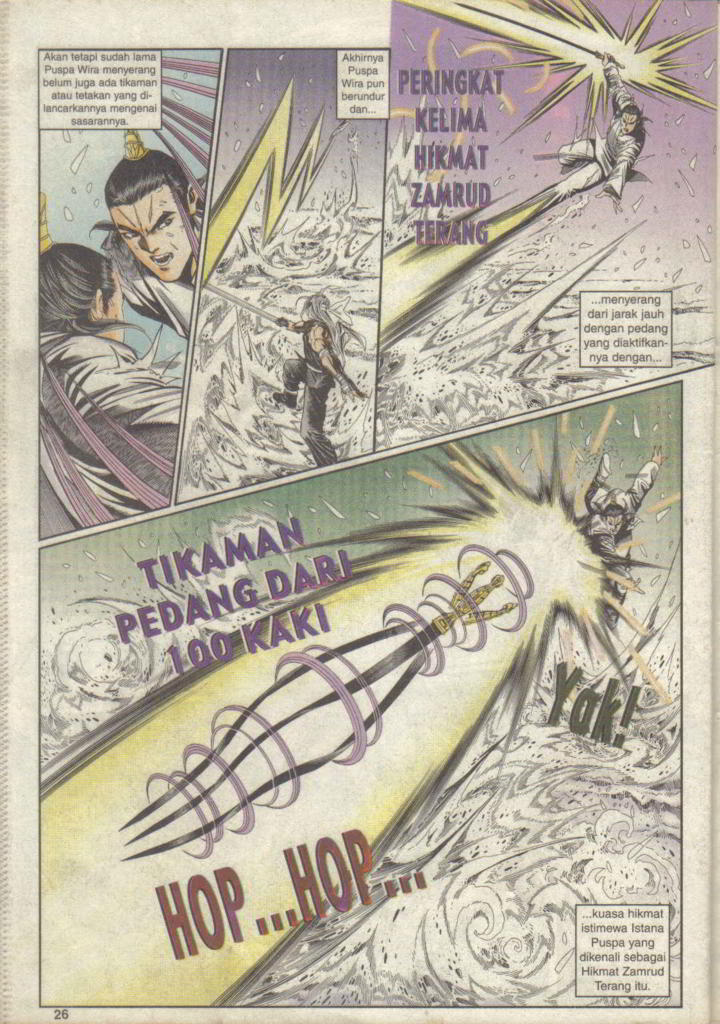 Akan tetapi sudah lama
Puspa Wira menyerang
belum juga ada tikaman
atau tetakan yang di-
lancarkannya mengenai
sasarannya.
Akhirnya
Puspa
Wira pun
berundur
dan...
PERINGKAT
KELIMA
HIKMAT
ZAMRUD
TERANG
...menyerang
dari jarak jauh
dengan pedang
yang diaktifkan-
nya dengan...
TIKAMAN
PEDANG DARI
100 KAKI
Yak!
HOP...HOP...
...kuasa hikmat
istimewa Istana
Puspa yang
dikenali sebagai
Hikmat Zamrud
Terang itu.
26